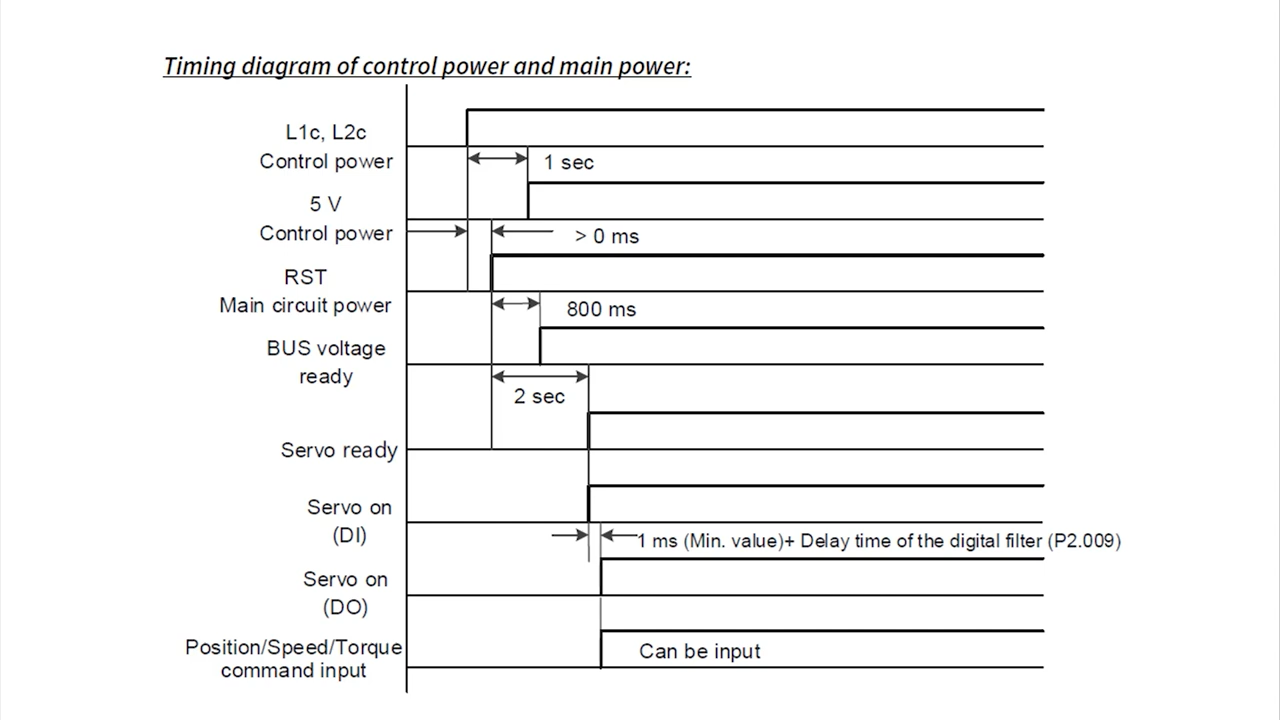 Timing diagram of control power and main power:
L1c, L2c
Control power
1 sec
5 V
Control power
> 0 ms
RST
Main circuit power
800 ms
BUS voltage
ready
2 sec
Servo ready
Servo on
(DI)
1 ms (Min. value)+ Delay time of the digital filter (P2.009)
Servo on
(DO)
Position/Speed/Torque
command input
Can be input